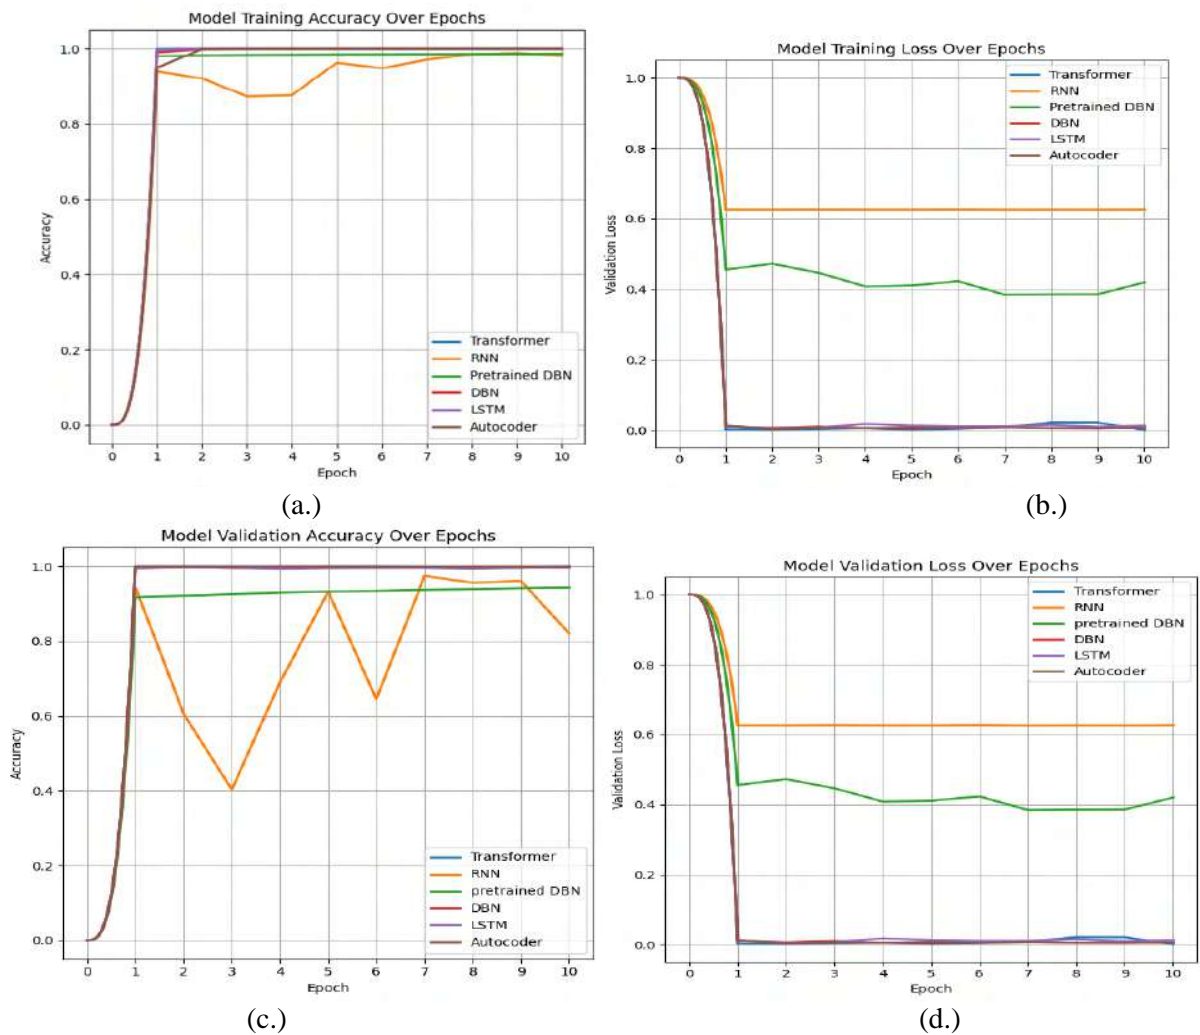 Model Training Accuracy Over Epochs
1.0
0.8
0.6
0.4
0.2
0.0
Accuracy
Transformer
RNN
Pretrained DBN
DBN
LSTM
Autocoder
0 1 2 3 4 5 6 7 8 9 10
Epoch
(a.)
Model Training Loss Over Epochs
1.0
0.8
0.6
0.4
0.2
0.0
Validation Loss
Transformer
RNN
Pretrained DBN
DBN
LSTM
Autocoder
0 1 2 3 4 5 6 7 8 9 10
Epoch
(b.)
Model Validation Accuracy Over Epochs
1.0
0.8
0.6
0.4
0.2
0.0
Accuracy
Transformer
RNN
pretrained DBN
DBN
LSTM
Autocoder
0 1 2 3 4 5 6 7 8 9 10
Epoch
(c.)
Model Validation Loss Over Epochs
1.0
0.8
0.6
0.4
0.2
0.0
Validation Loss
Transformer
RNN
pretrained DBN
DBN
LSTM
Autocoder
0 1 2 3 4 5 6 7 8 9 10
Epoch
(d.)